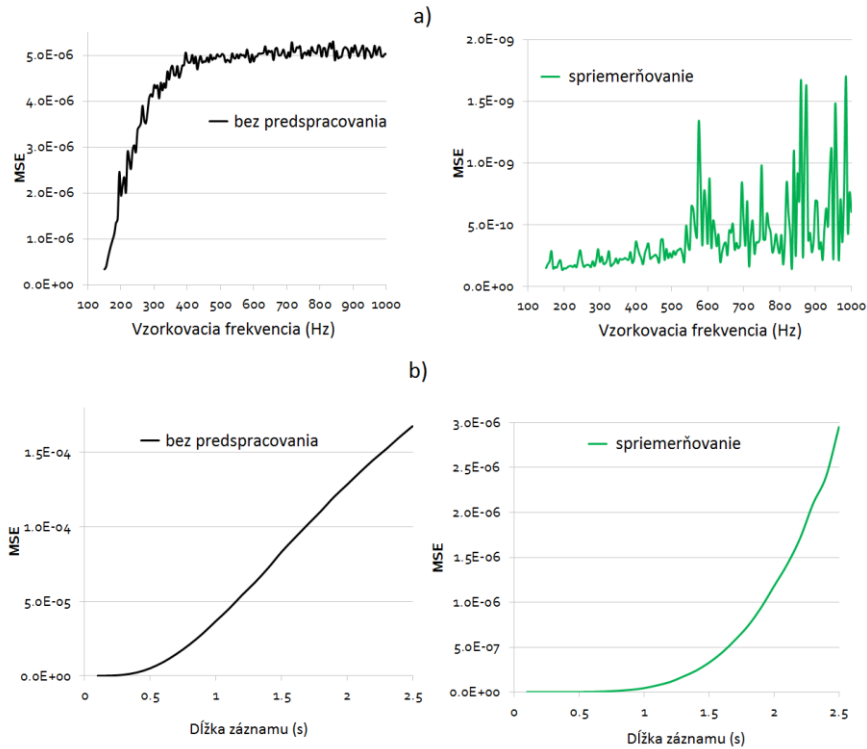 a)
5.0E-06
4.0E-06
3.0E-06
2.0E-06
1.0E-06
0.0E+00
MSE
bez predspracovania
100 200 300 400 500 600 700 800 900 1000
Vzorkovacia frekvencia (Hz)
2.0E-09
1.5E-09
1.0E-09
5.0E-10
0.0E+00
MSE
spriemerňovanie
100 200 300 400 500 600 700 800 900 1000
Vzorkovacia frekvencia (Hz)
b)
1.5E-04
1.0E-04
5.0E-05
0.0E+00
MSE
bez predspracovania
0 0.5 1 1.5 2 2.5
Dĺžka záznamu (s)
3.0E-06
2.5E-06
2.0E-06
1.5E-06
1.0E-06
5.0E-07
0.0E+00
MSE
spriemerňovanie
0 0.5 1 1.5 2 2.5
Dĺžka záznamu (s)